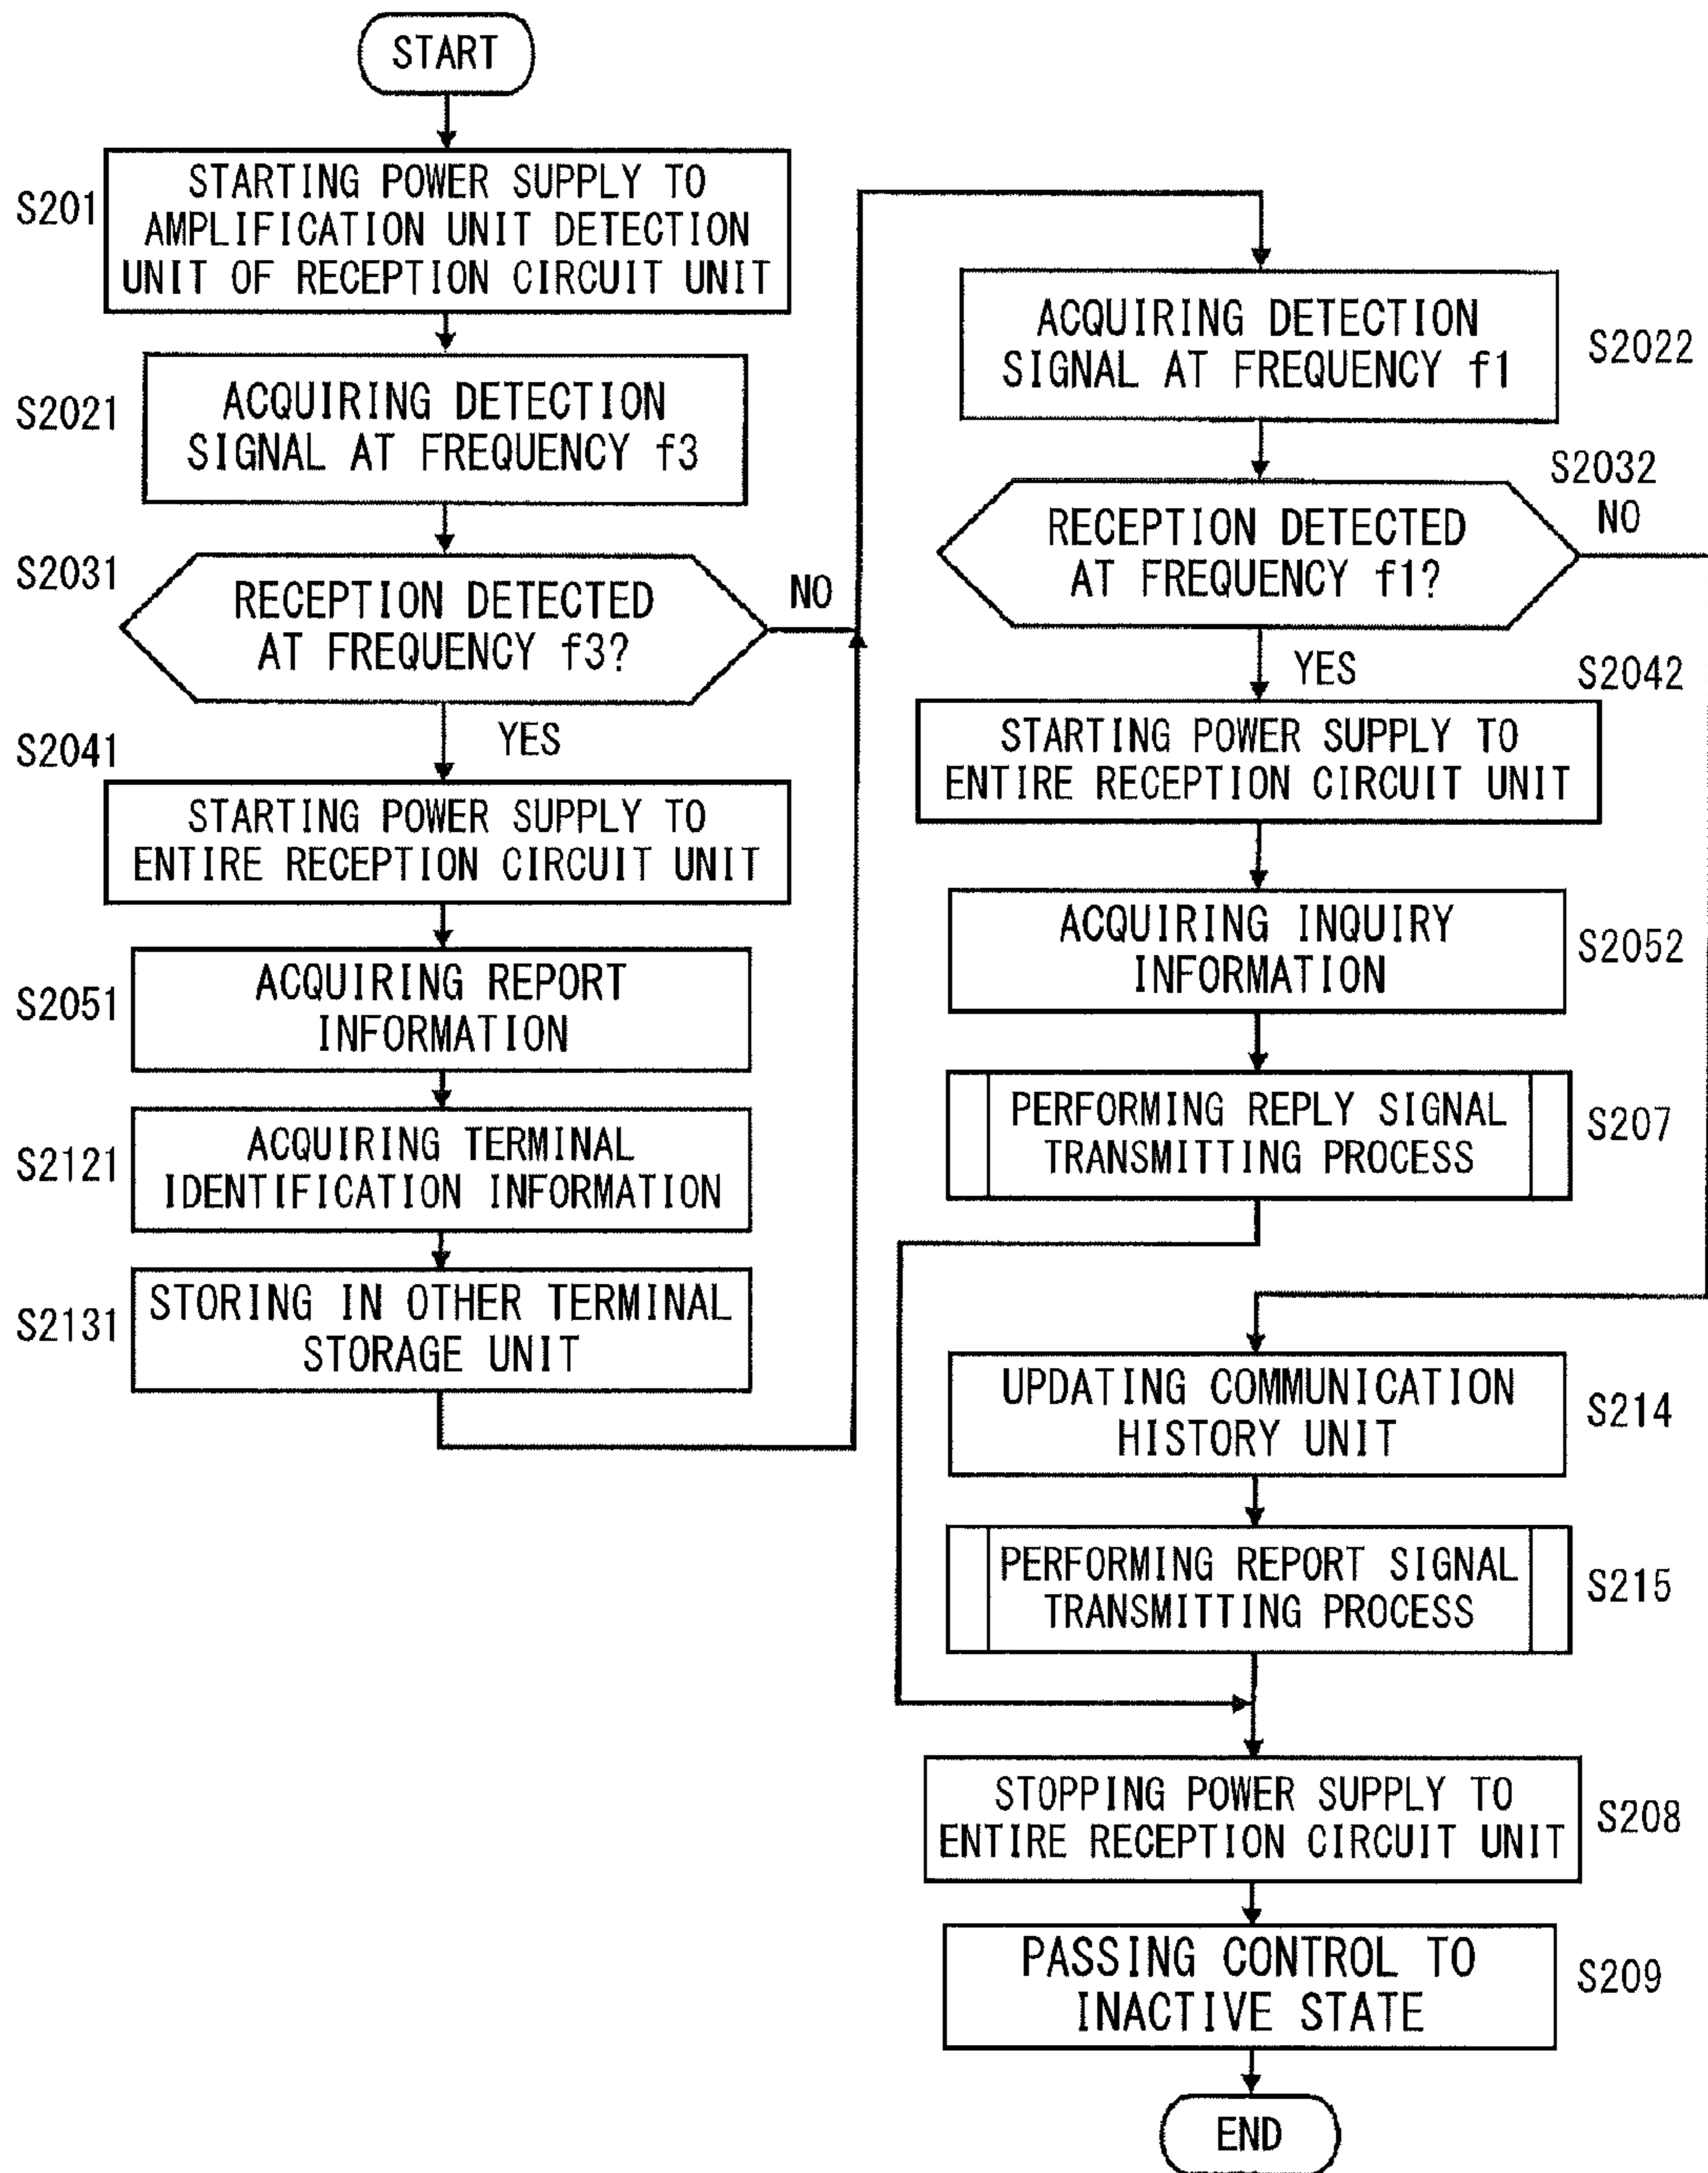 START
S201
STARTING POWER SUPPLY TO
AMPLIFICATION UNIT DETECTION
UNIT OF RECEPTION CIRCUIT UNIT
S2021
ACQUIRING DETECTION
SIGNAL AT FREQUENCY f3
S2031
RECEPTION DETECTED
AT FREQUENCY f3?
NO
YES
S2041
STARTING POWER SUPPLY TO
ENTIRE RECEPTION CIRCUIT UNIT
S2051
ACQUIRING REPORT
INFORMATION
S2121
ACQUIRING TERMINAL
IDENTIFICATION INFORMATION
S2131
STORING IN OTHER TERMINAL
STORAGE UNIT
ACQUIRING DETECTION
SIGNAL AT FREQUENCY f1
S2022
S2032
RECEPTION DETECTED
AT FREQUENCY f1?
NO
YES
S2042
STARTING POWER SUPPLY TO
ENTIRE RECEPTION CIRCUIT UNIT
ACQUIRING INQUIRY
INFORMATION
S2052
PERFORMING REPLY SIGNAL
TRANSMITTING PROCESS
S207
UPDATING COMMUNICATION
HISTORY UNIT
S214
PERFORMING REPORT SIGNAL
TRANSMITTING PROCESS
S215
STOPPING POWER SUPPLY TO
ENTIRE RECEPTION CIRCUIT UNIT
S208
PASSING CONTROL TO
INACTIVE STATE
S209
END